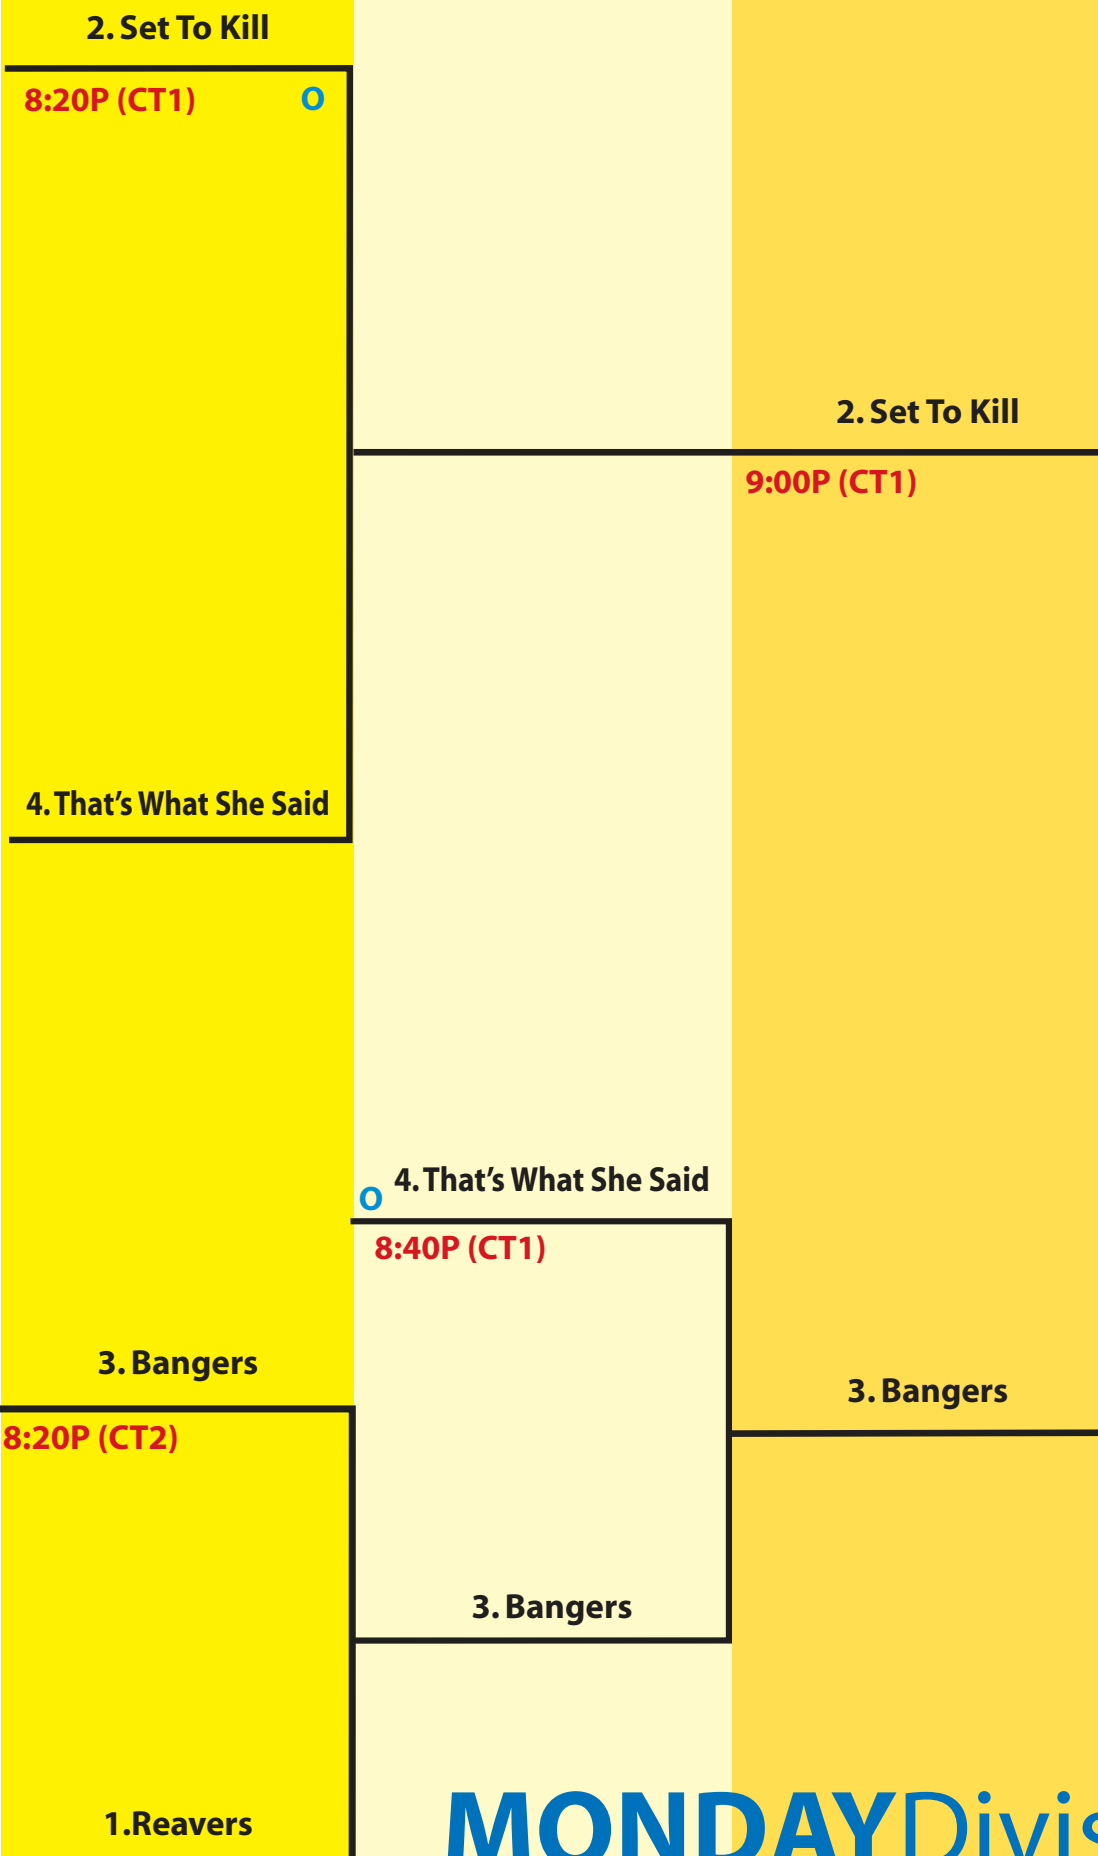 2. Set To Kill
8:20P (CT1) O
2. Set To Kill
9:00P (CT1)
4. That's What She Said
4. That's What She Said
O
8:40P (CT1)
3. Bangers
3. Bangers
8:20P (CT2)
3. Bangers
1.Reavers
MONDAYDivis